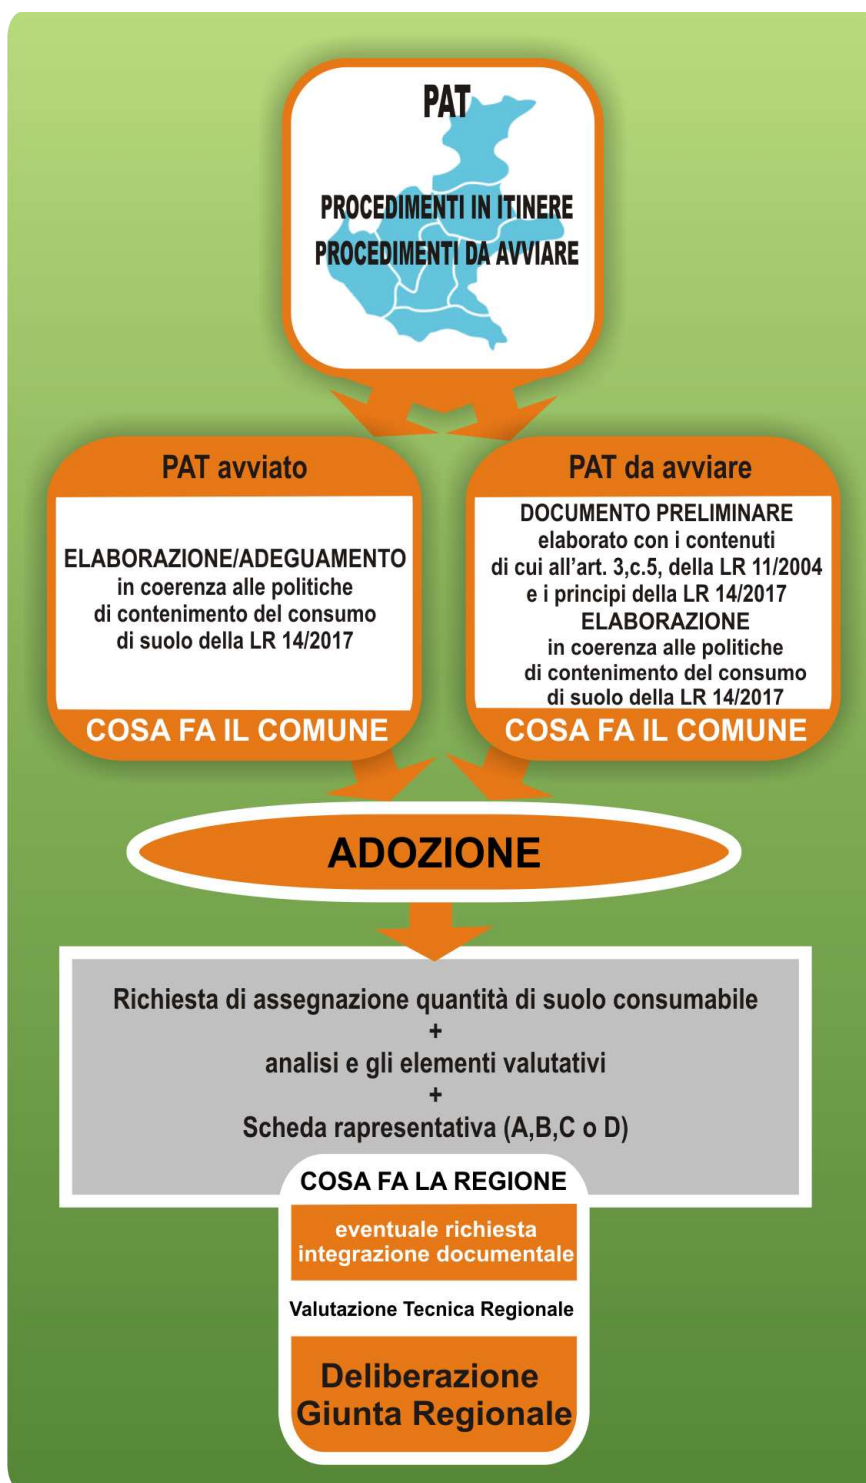 PAT
PROCEDIMENTI IN ITINERE
PROCEDIMENTI DA AVVIARE
PAT avviato
ELABORAZIONE/ADEGUAMENTO
in coerenza alle politiche
di contenimento del consumo
di suolo della LR 14/2017
COSA FA IL COMUNE
PAT da avviare
DOCUMENTO PRELIMINARE
elaborato con i contenuti
di cui all'art. 3,c.5, della LR 11/2004
e i principi della LR 14/2017
ELABORAZIONE
in coerenza alle politiche
di contenimento del consumo
di suolo della LR 14/2017
COSA FA IL COMUNE
ADOZIONE
Richiesta di assegnazione quantità di suolo consumabile
+
analisi e gli elementi valutativi
+
Scheda rapresentativa (A,B,C o D)
COSA FA LA REGIONE
eventuale richiesta
integrazione documentale
Valutazione Tecnica Regionale
Deliberazione
Giunta Regionale